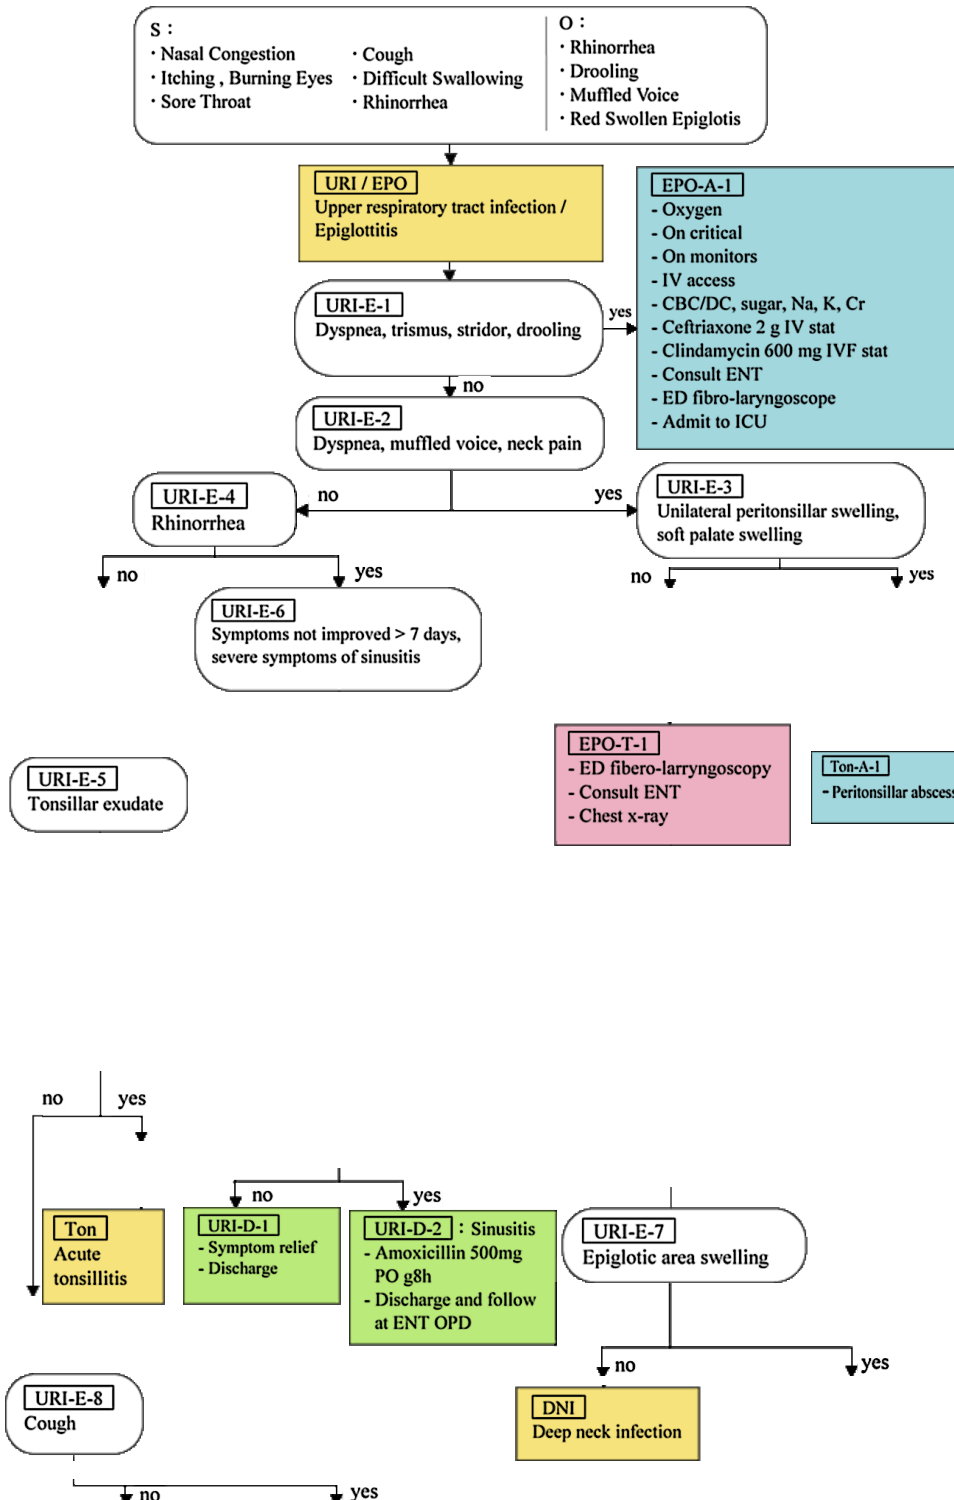 S：
· Nasal Congestion
· Itching , Burning Eyes
· Sore Throat
· Cough
· Difficult Swallowing
· Rhinorrhea
O：
· Rhinorrhea
· Drooling
· Muffled Voice
· Red Swollen Epiglotis
URI / EPO
Upper respiratory tract infection /
Epiglottitis
EPO-A-1
- Oxygen
- On critical
- On monitors
- IV access
- CBC/DC, sugar, Na, K, Cr
- Ceftriaxone 2 g IV stat
- Clindamycin 600 mg IVF stat
- Consult ENT
- ED fibro-laryngoscope
- Admit to ICU
URI-E-1
Dyspnea, trismus, stridor, drooling
yes
no
URI-E-2
Dyspnea, muffled voice, neck pain
no
yes
URI-E-4
Rhinorrhea
URI-E-3
Unilateral peritonsillar swelling,
soft palate swelling
no
yes
no
yes
URI-E-6
Symptoms not improved > 7 days,
severe symptoms of sinusitis
URI-E-5
Tonsillar exudate
EPO-T-1
- ED fibero-larryngoscopy
- Consult ENT
- Chest x-ray
Ton-A-1
- Peritonsillar abscess
no
yes
no
yes
Ton
Acute
tonsillitis
URI-D-1
- Symptom relief
- Discharge
URI-D-2：Sinusitis
- Amoxicillin 500mg
PO g8h
- Discharge and follow
at ENT OPD
URI-E-7
Epiglotic area swelling
no
yes
URI-E-8
Cough
DNI
Deep neck infection
no
yes